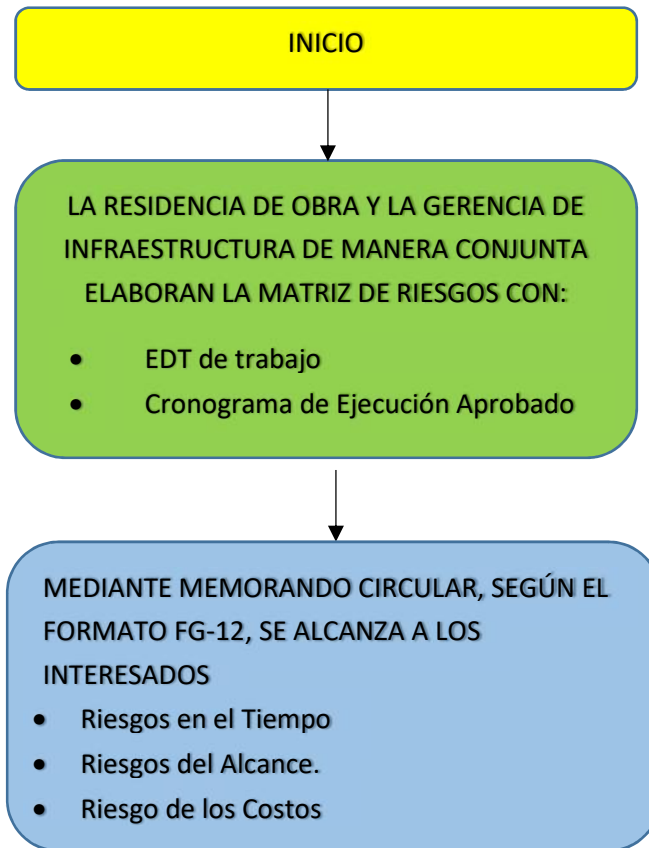 INICIO
LA RESIDENCIA DE OBRA Y LA GERENCIA DE
INFRAESTRUCTURA DE MANERA CONJUNTA
ELABORAN LA MATRIZ DE RIESGOS CON:
• EDT de trabajo
• Cronograma de Ejecución Aprobado
MEDIANTE MEMORANDO CIRCULAR, SEGÚN EL
FORMATO FG-12, SE ALCANZA A LOS
INTERESADOS
• Riesgos en el Tiempo
• Riesgos del Alcance.
• Riesgo de los Costos